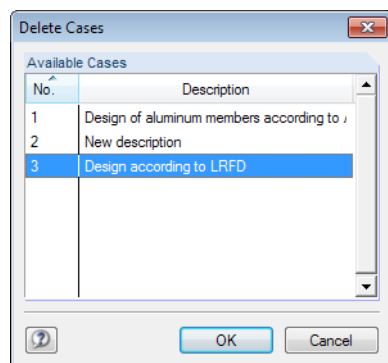 Delete Cases
Available Cases
No. Description
1 Design of aluminum members according to
2 New description
3 Design according to LRFD
OK Cancel